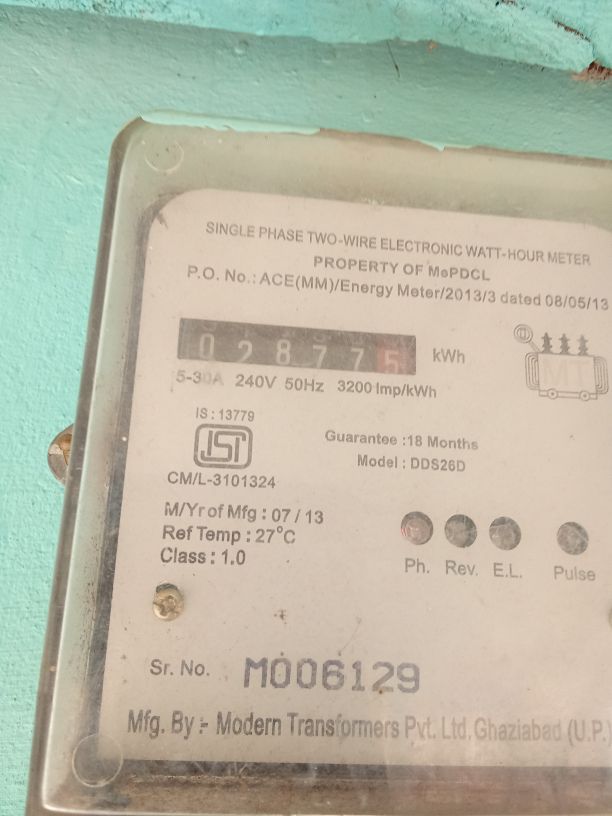 SINGLE PHASE TWO-WIRE ELECTRONIC WATT-HOUR METER
PROPERTY OF MePDCL
P.O. No.: ACE(MM)/Energy Meter/2013/3 dated 08/05/13
028775 kWh
5-30A 240V 50Hz 3200 Imp/kWh
MT
IS : 13779
ISI
Guarantee : 18 Months
Model : DDS26D
CM/L-3101324
M/Yr of Mfg : 07 / 13
Ref Temp : 27°C
Class : 1.0
Ph. Rev. E.L. Pulse
Sr. No. M006129
Mfg. By :- Modern Transformers Pvt. Ltd. Ghaziabad (U.P.)